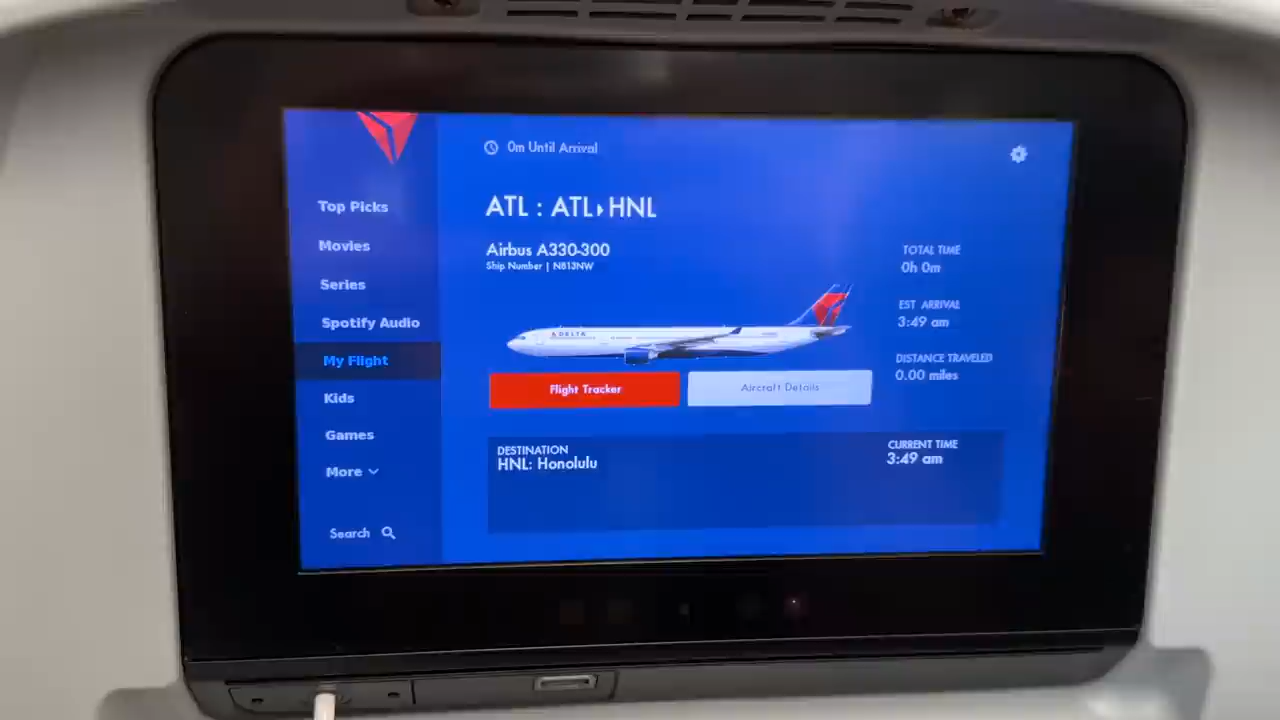 0m Until Arrival
ATL : ATL▸HNL
Top Picks
Movies
Series
Spotify Audio
My Flight
Kids
Games
More
Search
Airbus A330-300
Ship Number | N813NW
DELTA
TOTAL TIME
0h 0m
EST ARRIVAL
3:49 am
DISTANCE TRAVELED
0.00 miles
Flight Tracker
Aircraft Details
DESTINATION
HNL: Honolulu
CURRENT TIME
3:49 am